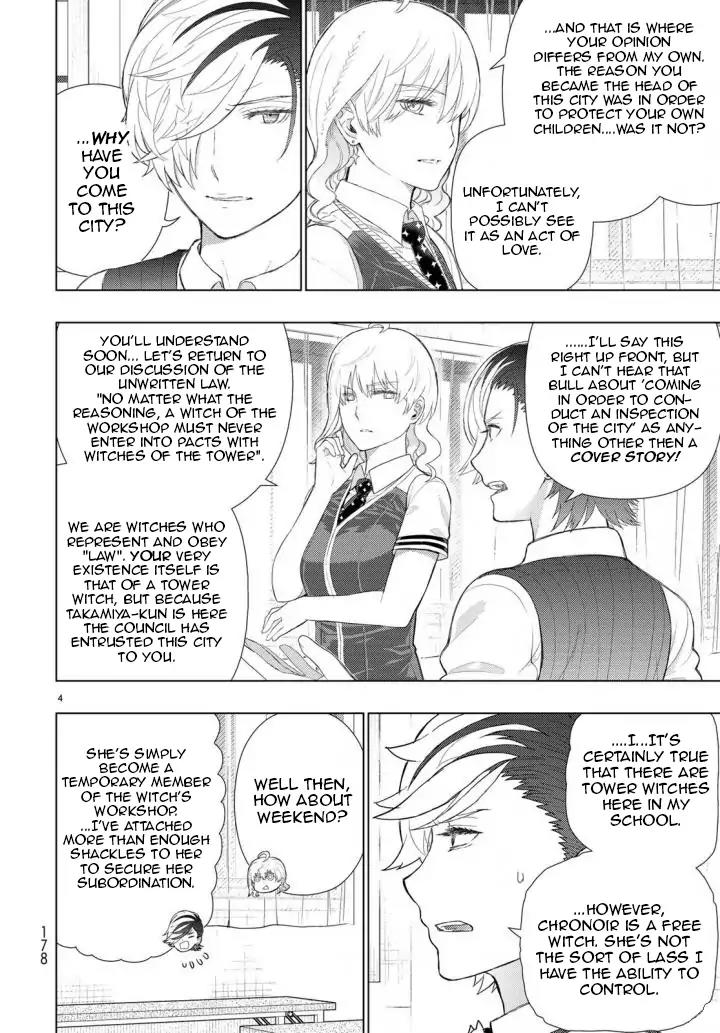 ...AND THAT IS WHERE
YOUR OPINION
DIFFERS FROM MY OWN.
THE REASON YOU
BECAME THE HEAD OF
THIS CITY WAS IN ORDER
TO PROTECT YOUR OWN
CHILDREN....WAS IT NOT?
UNFORTUNATELY,
I CAN'T
POSSIBLY SEE
IT AS AN ACT OF
LOVE.
...WHY
HAVE
YOU
COME
TO THIS
CITY?
......I'LL SAY THIS
RIGHT UP FRONT, BUT
I CAN'T HEAR THAT
BULL ABOUT 'COMING
IN ORDER TO CON-
DUCT AN INSPECTION
OF THE CITY' AS ANY-
THING OTHER THEN A
COVER STORY!
YOU'LL UNDERSTAND
SOON... LET'S RETURN TO
OUR DISCUSSION OF THE
UNWRITTEN LAW.
"NO MATTER WHAT THE
REASONING, A WITCH OF THE
WORKSHOP MUST NEVER
ENTER INTO PACTS WITH
WITCHES OF THE TOWER".
WE ARE WITCHES WHO
REPRESENT AND OBEY
"LAW". YOUR VERY
EXISTENCE ITSELF
IS THAT OF A TOWER
WITCH, BUT BECAUSE
TAKAMIYA-KUN IS HERE
THE COUNCIL HAS
ENTRUSTED THIS CITY
TO YOU.
4
....I...IT'S
CERTAINLY TRUE
THAT THERE ARE
TOWER WITCHES
HERE IN MY
SCHOOL.
...HOWEVER,
CHRONOIR IS A FREE
WITCH. SHE'S NOT
THE SORT OF LASS I
HAVE THE ABILITY TO
CONTROL.
WELL THEN,
HOW ABOUT
WEEKEND?
SHE'S SIMPLY
BECOME A
TEMPORARY MEMBER
OF THE WITCH'S
WORKSHOP.
...I'VE ATTACHED
MORE THAN ENOUGH
SHACKLES TO HER
TO SECURE HER
SUBORDINATION.
178